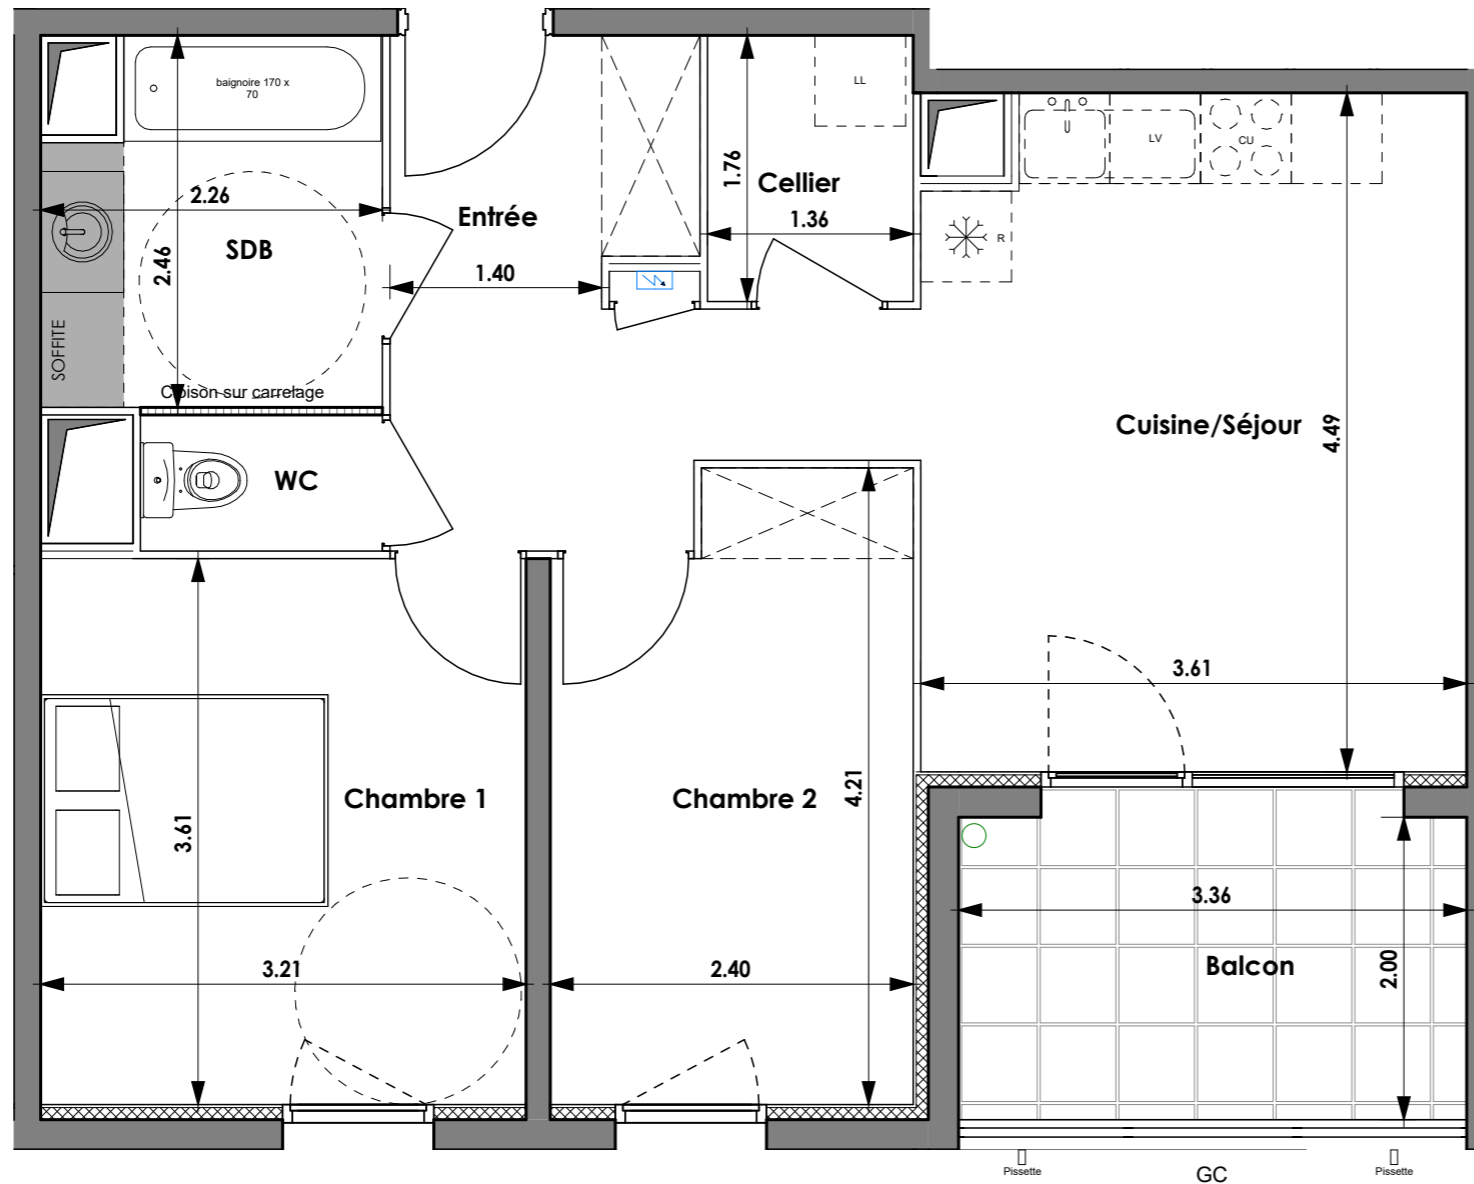 baignoire 170 x
70
LL
LV
CU
1.76
Cellier
2.26
Entrée
1.36
R
SDB
2.46
1.40
SOFFITE
Cloison sur carrelage
Cuisine/Séjour
4.49
WC
3.61
Chambre 1
Chambre 2
4.21
3.61
3.36
3.21
2.40
Balcon
2.00
Pissette
GC
Pissette